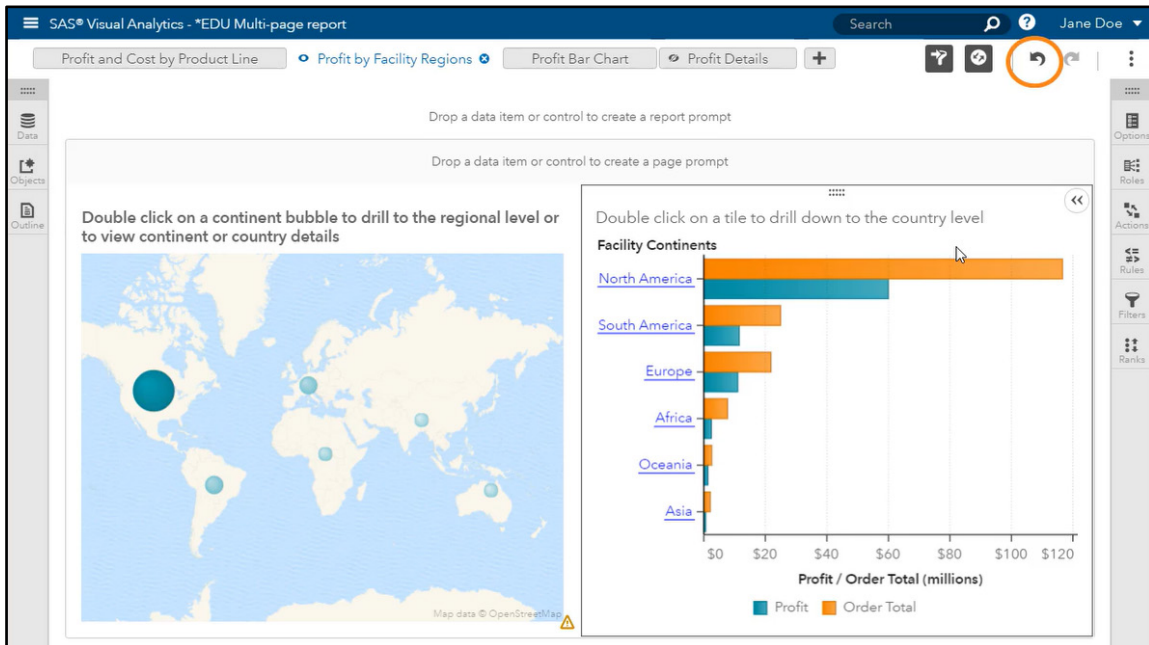 SAS® Visual Analytics - *EDU Multi-page report
Search
?
Jane Doe
Profit and Cost by Product Line
Profit by Facility Regions
Profit Bar Chart
Profit Details
Drop a data item or control to create a report prompt
Data
Objects
Outline
Options
Roles
Actions
Rules
Filters
Ranks
Drop a data item or control to create a page prompt
Double click on a continent bubble to drill to the regional level or
to view continent or country details
Map data © OpenStreetMap
Double click on a tile to drill down to the country level
Facility Continents
North America
South America
Europe
Africa
Oceania
Asia
$0 $20 $40 $60 $80 $100 $120
Profit / Order Total (millions)
Profit Order Total